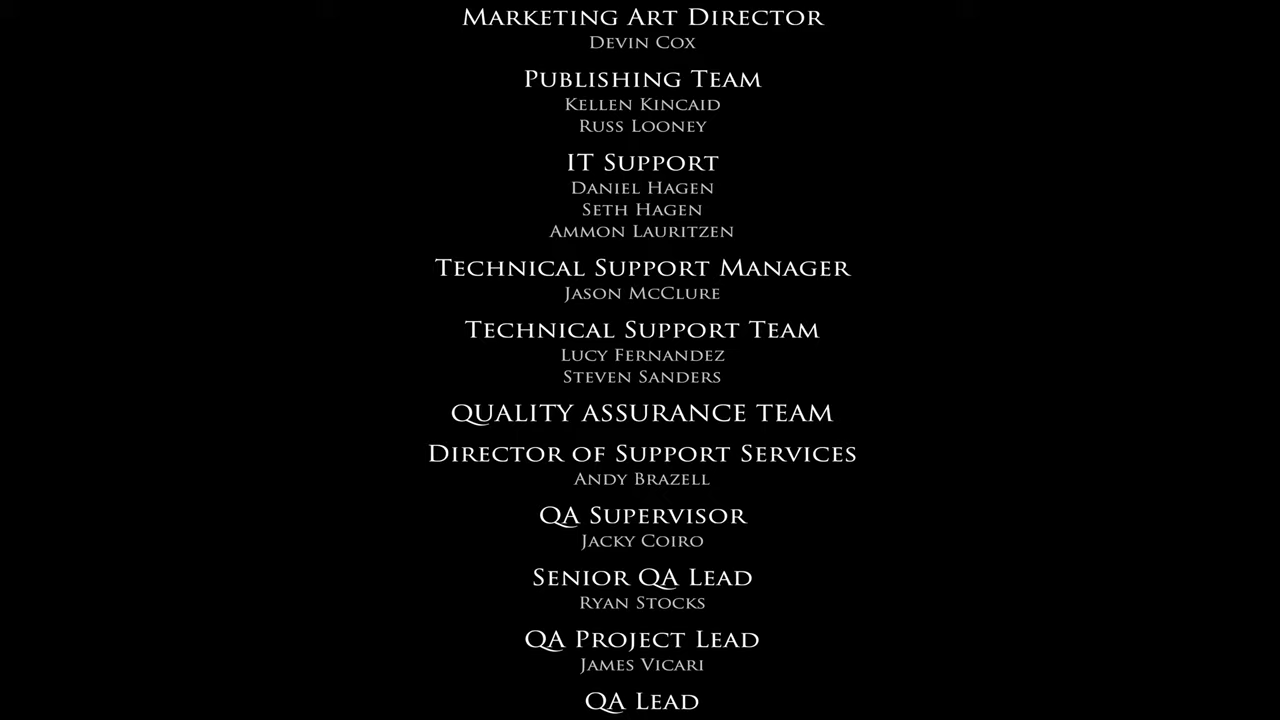 Marketing Art Director
Devin Cox
Publishing Team
Kellen Kincaid
Russ Looney
IT Support
Daniel Hagen
Seth Hagen
Ammon Lauritzen
Technical Support Manager
Jason McClure
Technical Support Team
Lucy Fernandez
Steven Sanders
QUALITY ASSURANCE TEAM
Director of Support Services
Andy Brazell
QA Supervisor
Jacky Coiro
Senior QA Lead
Ryan Stocks
QA Project Lead
James Vicari
QA Lead